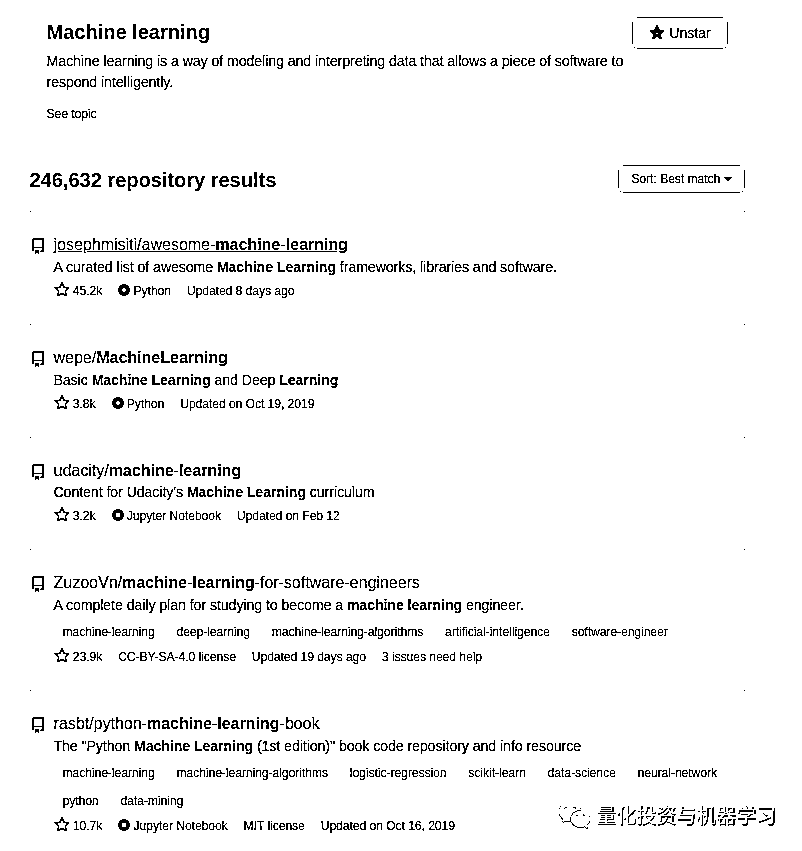 Machine learning
Unstar
Machine learning is a way of modeling and interpreting data that allows a piece of software to
respond intelligently.
See topic
246,632 repository results
Sort: Best match
josephmisiti/awesome-machine-learning
A curated list of awesome Machine Learning frameworks, libraries and software.
45.2k Python Updated 8 days ago
wepe/MachineLearning
Basic Machine Learning and Deep Learning
3.8k Python Updated on Oct 19, 2019
udacity/machine-learning
Content for Udacity's Machine Learning curriculum
3.2k Jupyter Notebook Updated on Feb 12
ZuzooVn/machine-learning-for-software-engineers
A complete daily plan for studying to become a machine learning engineer.
machine-learning deep-learning machine-learning-algorithms artificial-intelligence software-engineer
23.9k CC-BY-SA-4.0 license Updated 19 days ago 3 issues need help
rasbt/python-machine-learning-book
The "Python Machine Learning (1st edition)" book code repository and info resource
machine-learning machine-learning-algorithms logistic-regression scikit-learn data-science neural-network
python data-mining
10.7k Jupyter Notebook MIT license Updated on Oct 16, 2019
量化投资与机器学习